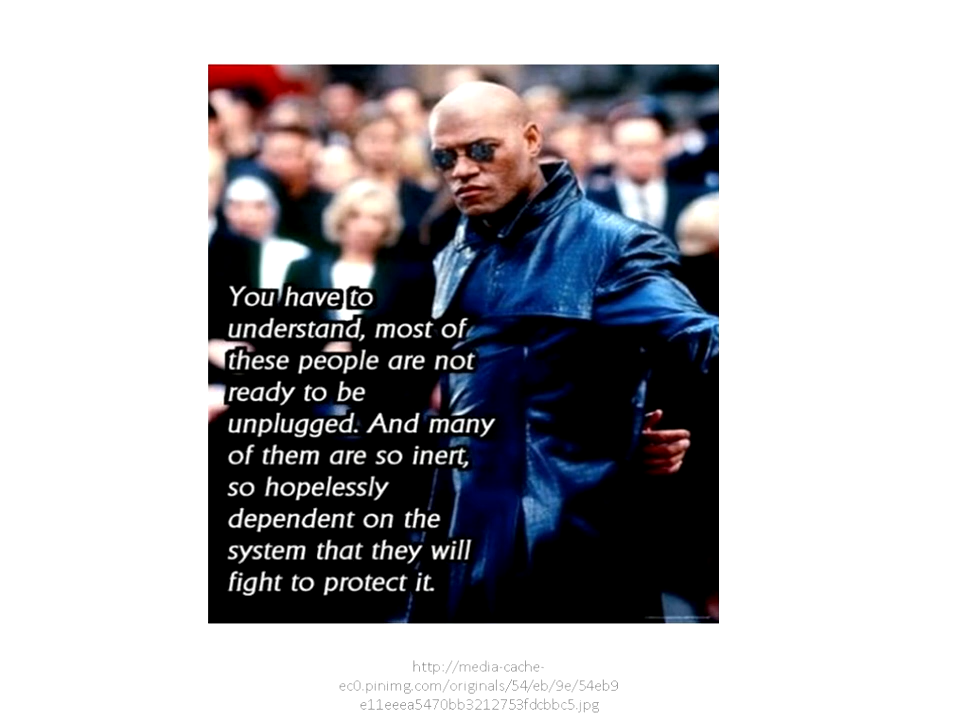 You have to
understand, most of
these people are not
ready to be
unplugged. And many
of them are so inert,
so hopelessly
dependent on the
system that they will
fight to protect it.
http://media-cache-
ec0.pinimg.com/originals/54/eb/9e/54eb9
e11eeea5470bb3212753fdcbbc5.jpg